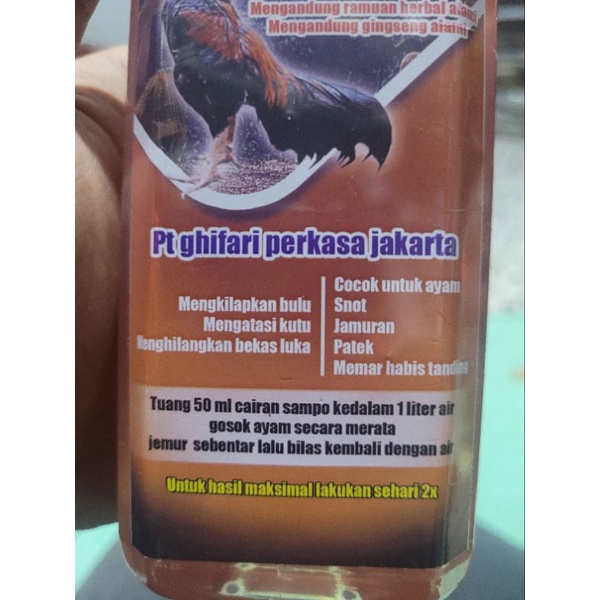 Mengandung ramuan herbal alami
Mengandung gingseng alami
Pt ghifari perkasa jakarta
Mengkilapkan bulu
Mengatasi kutu
Menghilangkan bekas luka
Cocok untuk ayam
Snot
Jamuran
Patek
Memar habis tanding
Tuang 50 ml cairan sampo kedalam 1 liter air
gosok ayam secara merata
jemur sebentar lalu bilas kembali dengan air
Untuk hasil maksimal lakukan sehari 2x